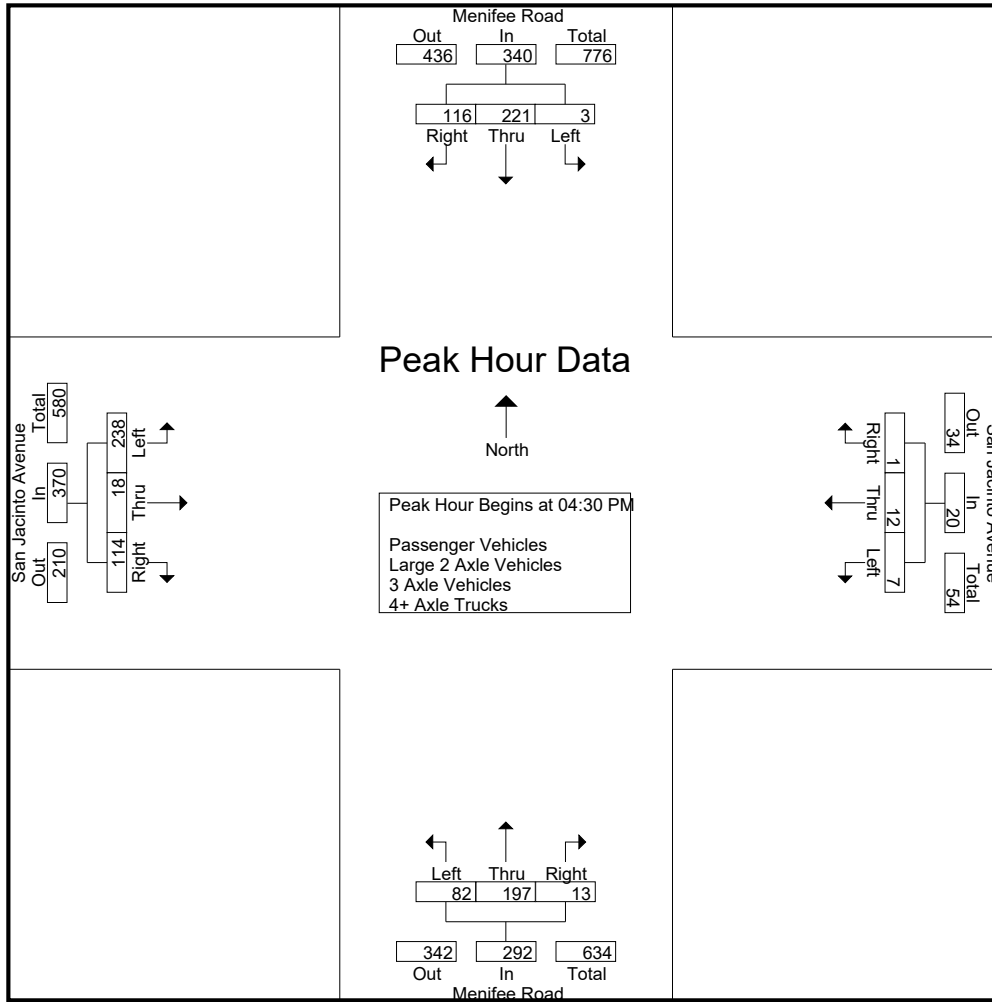 Menifee Road
Out In Total
436 340 776
116 221 3
Right Thru Left
Peak Hour Data
North
Peak Hour Begins at 04:30 PM
Passenger Vehicles
Large 2 Axle Vehicles
3 Axle Vehicles
4+ Axle Trucks
San Jacinto Avenue
Out In Total
210 370 580
Left Thru Right
238 18 114
San Jacinto Avenue
Out In Total
34 20 54
Right Thru Left
1 12 7
Left Thru Right
82 197 13
342 292 634
Out In Total
Menifee Road